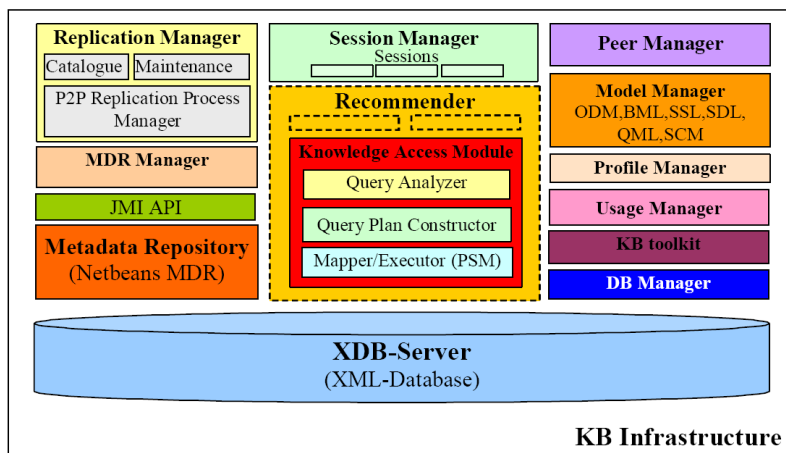 Replication Manager
Catalogue
Maintenance
P2P Replication Process
Manager
MDR Manager
JMI API
Metadata Repository
(Netbeans MDR)
Session Manager
Sessions
Recommender
Knowledge Access Module
Query Analyzer
Query Plan Constructor
Mapper/Executor (PSM)
Peer Manager
Model Manager
ODM,BML,SSL,SDL,
QML,SCM
Profile Manager
Usage Manager
KB toolkit
DB Manager
XDB-Server
(XML-Database)
KB Infrastructure